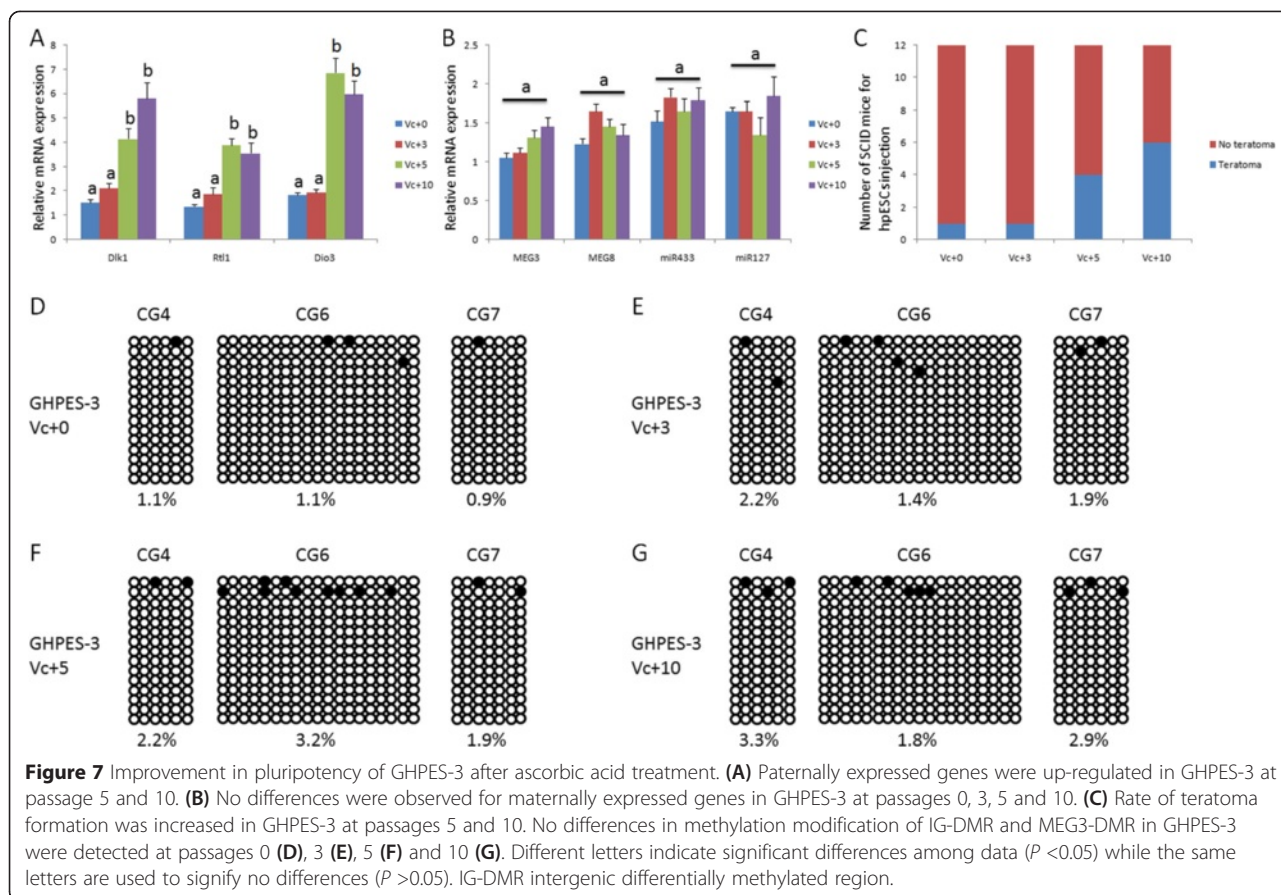 A
Relative mRNA expression
8
7
6
5
4
3
2
1
0
a a b b
a a b b
a a b b
Dlk1 Rtl1 Dio3
Vc+0
Vc+3
Vc+5
Vc+10
B
Relative mRNA expression
2.5
2
1.5
1
0.5
0
a a a a
MEG3 MEG8 miR433 miR127
Vc+0
Vc+3
Vc+5
Vc+10
C
Number of SCID mice for
hpESCsinjection
12
10
8
6
4
2
0
Vc+0 Vc+3 Vc+5 Vc+10
No teratoma
Teratoma
D
CG4 CG6 CG7
GHPES-3
Vc+0
1.1% 1.1% 0.9%
E
CG4 CG6 CG7
GHPES-3
Vc+3
2.2% 1.4% 1.9%
F
CG4 CG6 CG7
GHPES-3
Vc+5
2.2% 3.2% 1.9%
G
CG4 CG6 CG7
GHPES-3
Vc+10
3.3% 1.8% 2.9%
Figure 7 Improvement in pluripotency of GHPES-3 after ascorbic acid treatment. (A) Paternally expressed genes were up-regulated in GHPES-3 at
passage 5 and 10. (B) No differences were observed for maternally expressed genes in GHPES-3 at passages 0, 3, 5 and 10. (C) Rate of teratoma
formation was increased in GHPES-3 at passages 5 and 10. No differences in methylation modification of IG-DMR and MEG3-DMR in GHPES-3
were detected at passages 0 (D), 3 (E), 5 (F) and 10 (G). Different letters indicate significant differences among data (P <0.05) while the same
letters are used to signify no differences (P >0.05). IG-DMR intergenic differentially methylated region.